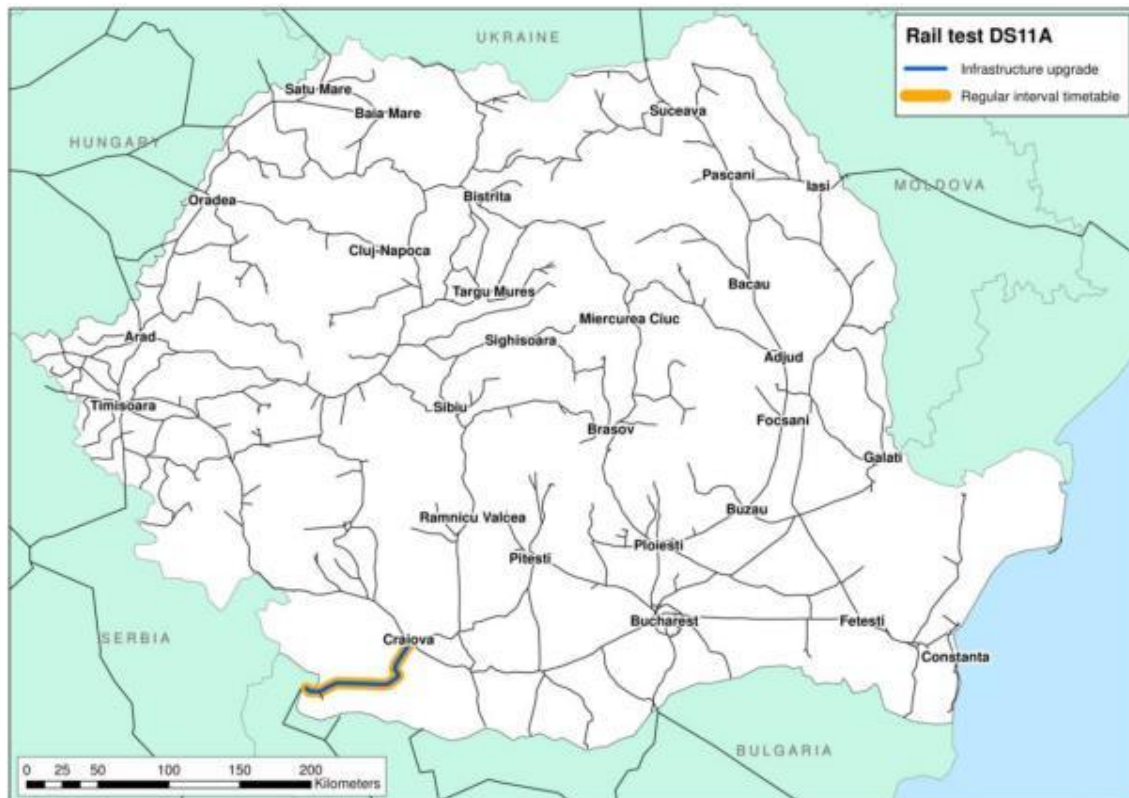 UKRAINE
Rail test DS11A
Infrastructure upgrade
Regular interval timetable
Satu Mare
Baia Mare
Suceava
HUNGARY
Pascani
Iasi
MOLDOVA
Oradea
Bistrita
Cluj-Napoca
Targu Mures
Bacau
Miercurea Ciuc
Arad
Sighisoara
Adjud
Timisoara
Sibiu
Focsani
Brasov
Galati
Ramnicu Valcea
Buzau
Pitesti
Ploiesti
Bucharest
Fetesti
SERBIA
Craiova
Constanta
BULGARIA
0 25 50 100 150 200
Kilometers